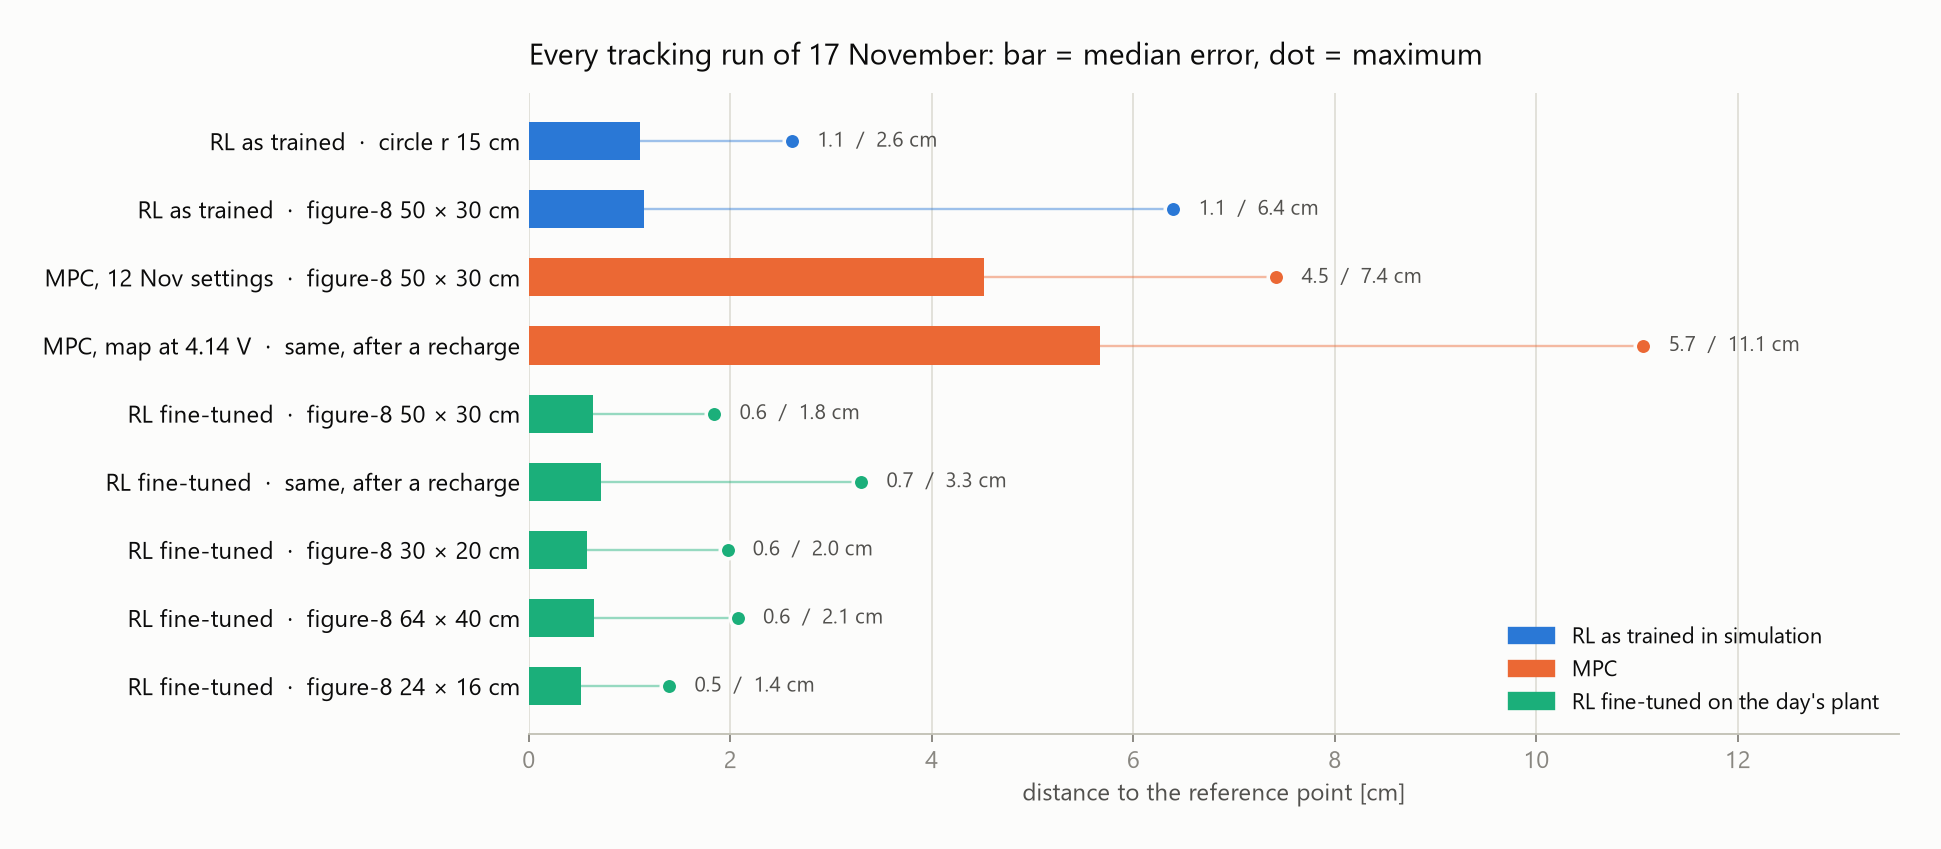 Every tracking run of 17 November: bar = median error, dot = maximum
RL as trained · circle r 15 cm
1.1 / 2.6 cm
RL as trained · figure-8 50 × 30 cm
1.1 / 6.4 cm
MPC, 12 Nov settings · figure-8 50 × 30 cm
4.5 / 7.4 cm
MPC, map at 4.14 V · same, after a recharge
5.7 / 11.1 cm
RL fine-tuned · figure-8 50 × 30 cm
0.6 / 1.8 cm
RL fine-tuned · same, after a recharge
0.7 / 3.3 cm
RL fine-tuned · figure-8 30 × 20 cm
0.6 / 2.0 cm
RL fine-tuned · figure-8 64 × 40 cm
0.6 / 2.1 cm
RL fine-tuned · figure-8 24 × 16 cm
0.5 / 1.4 cm
RL as trained in simulation
MPC
RL fine-tuned on the day's plant
0 2 4 6 8 10 12
distance to the reference point [cm]